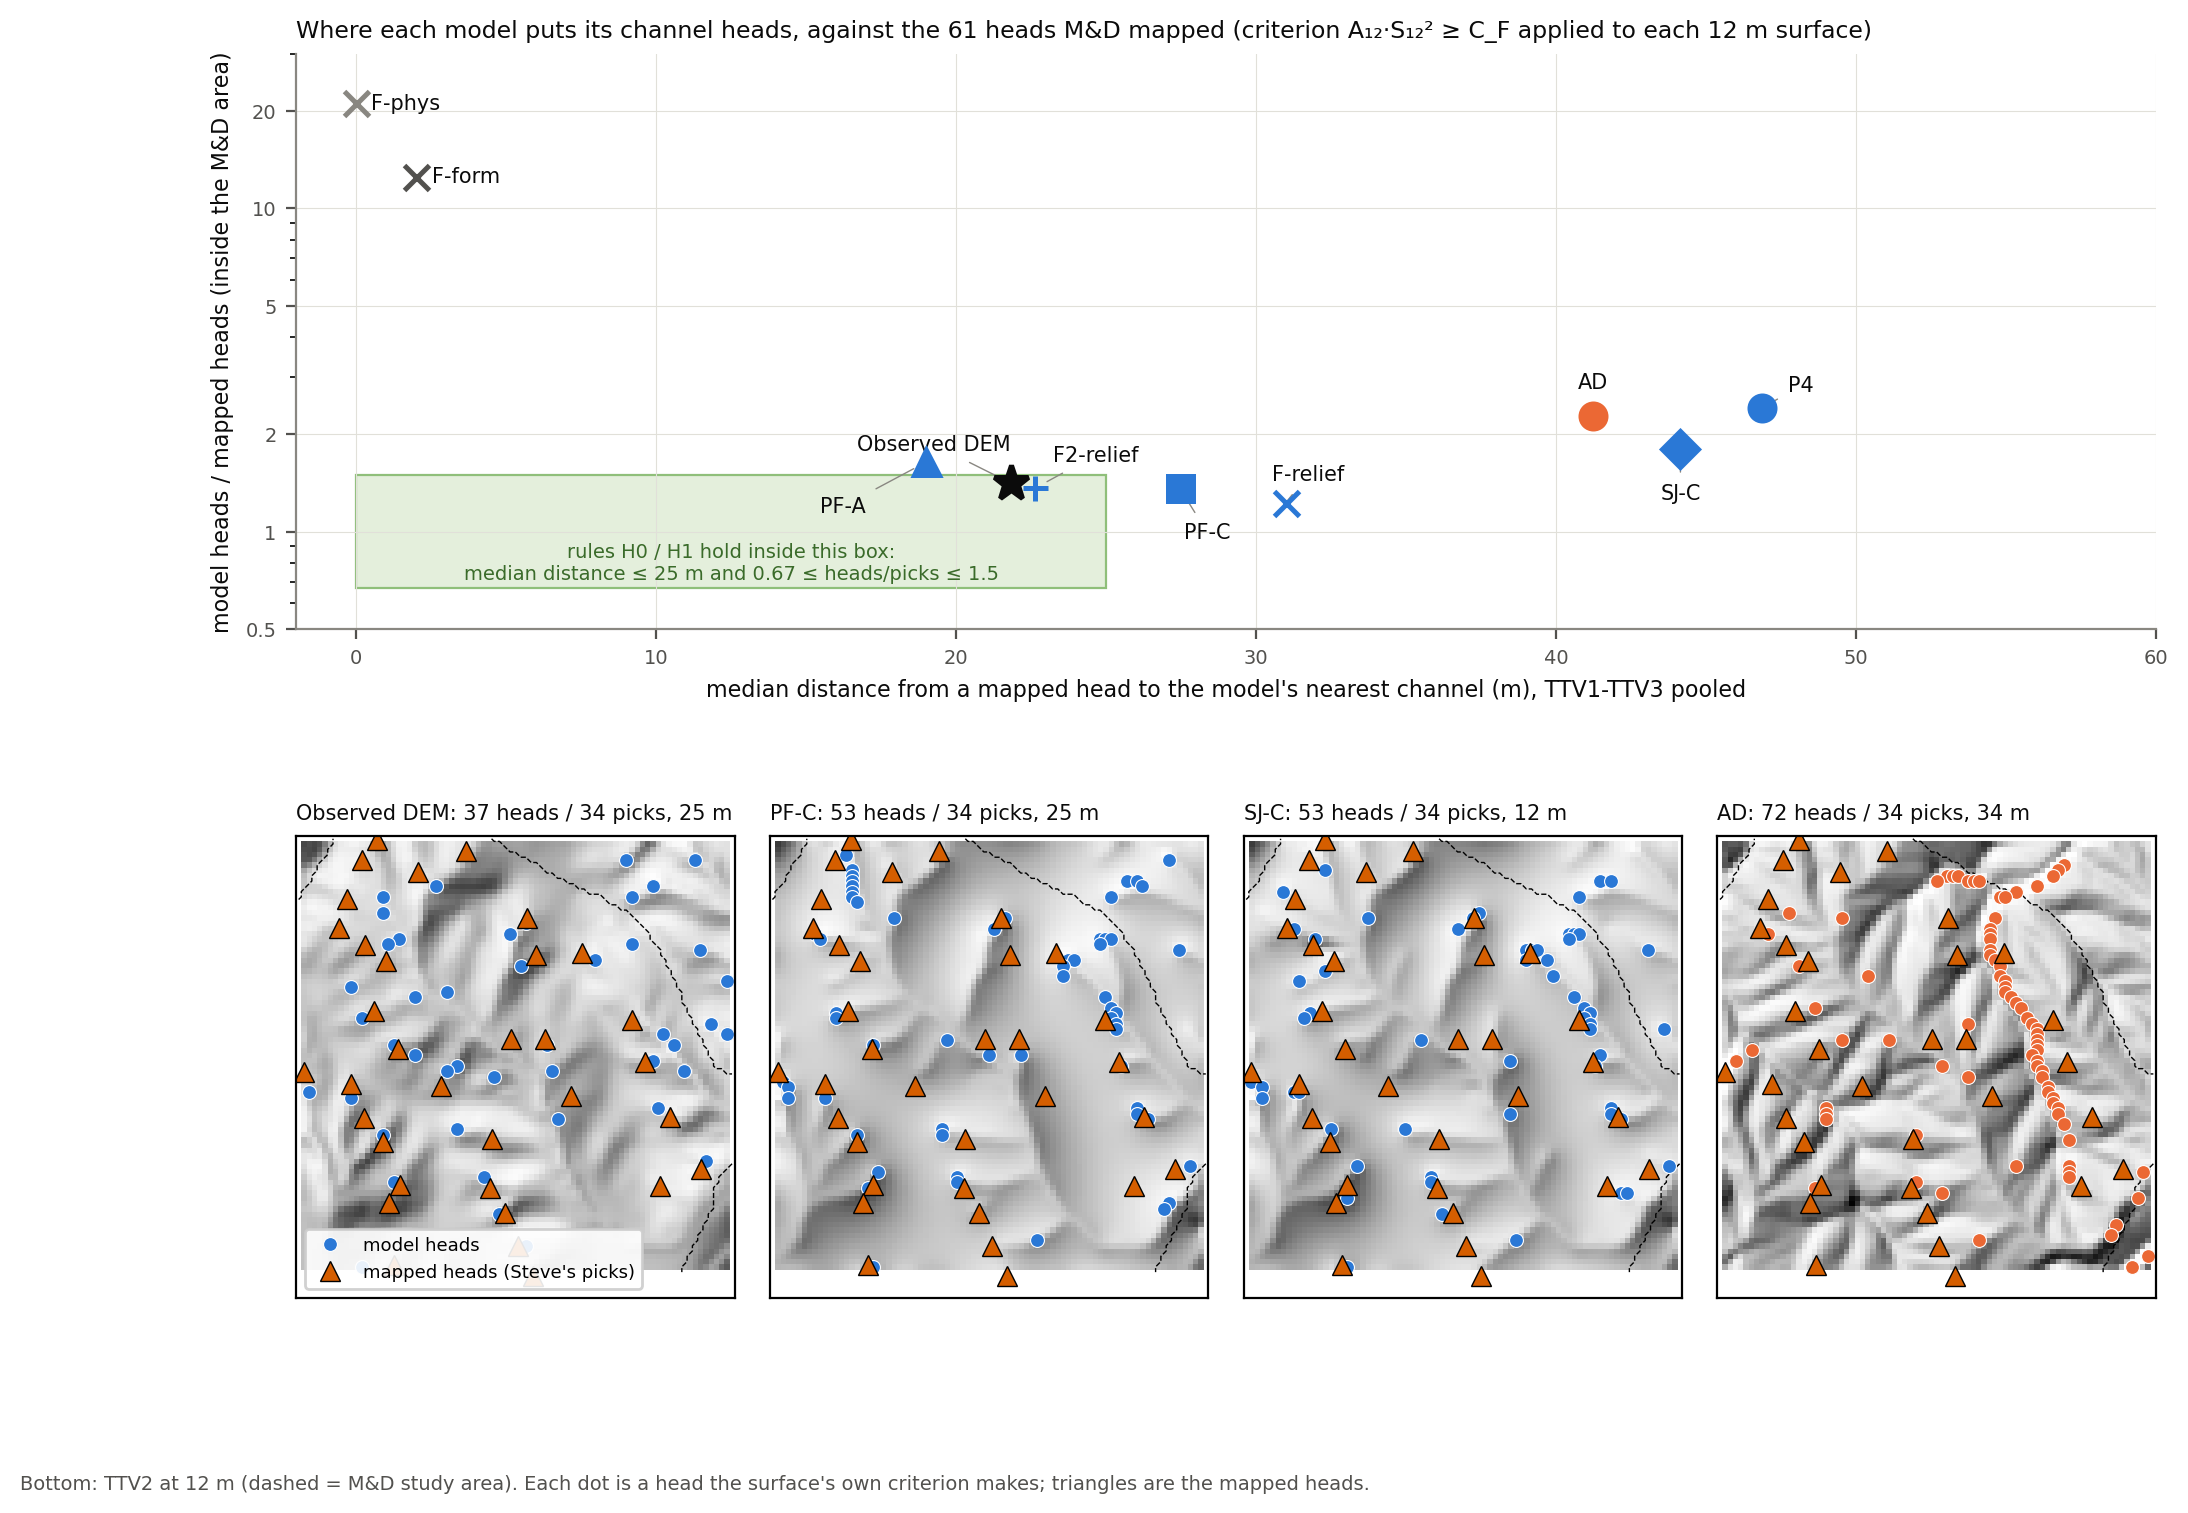 Where each model puts its channel heads, against the 61 heads M&D mapped (criterion A₁₂·S₁₂² ≥ C_F applied to each 12 m surface)
model heads / mapped heads (inside the M&D area)
20
10
5
2
1
0.5
F-phys
F-form
AD
P4
Observed DEM
F2-relief
F-relief
SJ-C
PF-A
PF-C
rules H0 / H1 hold inside this box:
median distance ≤ 25 m and 0.67 ≤ heads/picks ≤ 1.5
0
10
20
30
40
50
60
median distance from a mapped head to the model's nearest channel (m), TTV1-TTV3 pooled
Observed DEM: 37 heads / 34 picks, 25 m
PF-C: 53 heads / 34 picks, 25 m
SJ-C: 53 heads / 34 picks, 12 m
AD: 72 heads / 34 picks, 34 m
model heads
mapped heads (Steve's picks)
Bottom: TTV2 at 12 m (dashed = M&D study area). Each dot is a head the surface's own criterion makes; triangles are the mapped heads.